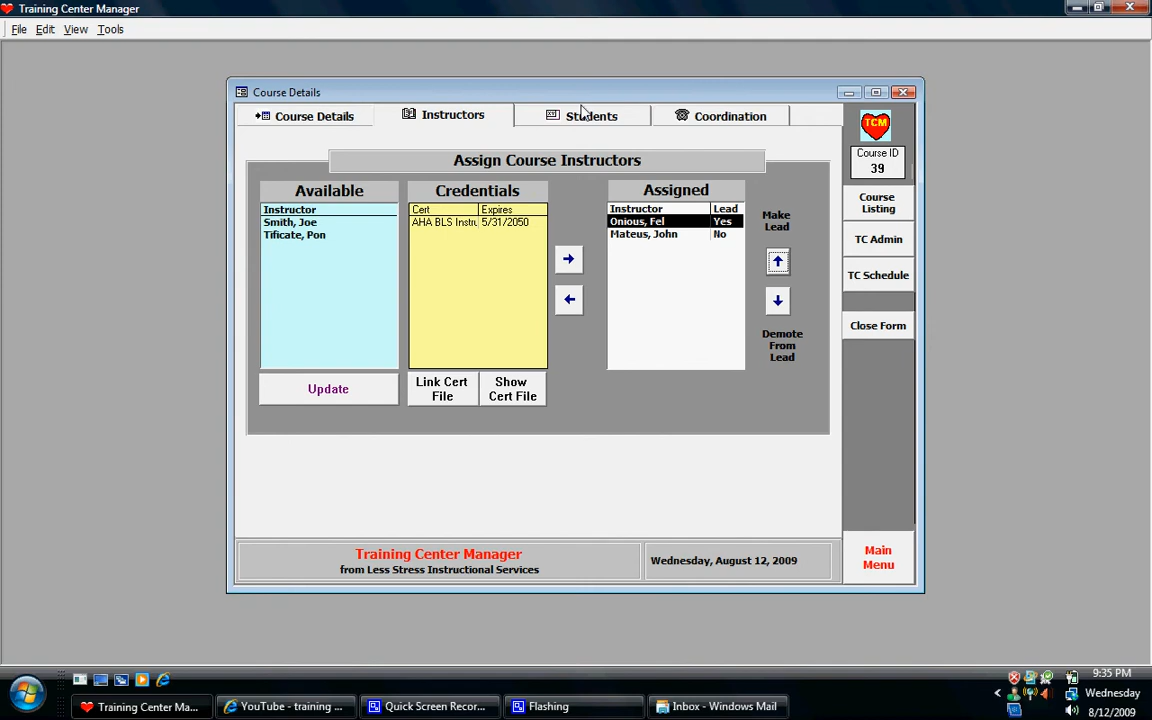 Training Center Manager
File Edit View Tools
Course Details
Course Details Instructors Students Coordination
TCM
Course ID
39
Assign Course Instructors
Available
Instructor
Smith, Joe
Tificate, Pon
Update
Credentials
Cert Expires
AHA BLS Instru 5/31/2050
Link Cert
File
Show
Cert File
Assigned
Instructor Lead
Onious, Fel Yes
Mateus, John No
Make
Lead
Demote
From
Lead
Course
Listing
TC Admin
TC Schedule
Close Form
Main
Menu
Training Center Manager
from Less Stress Instructional Services
Wednesday, August 12, 2009
Training Center Ma...
YouTube - training ...
Quick Screen Recor...
Flashing
Inbox - Windows Mail
9:35 PM
Wednesday
8/12/2009